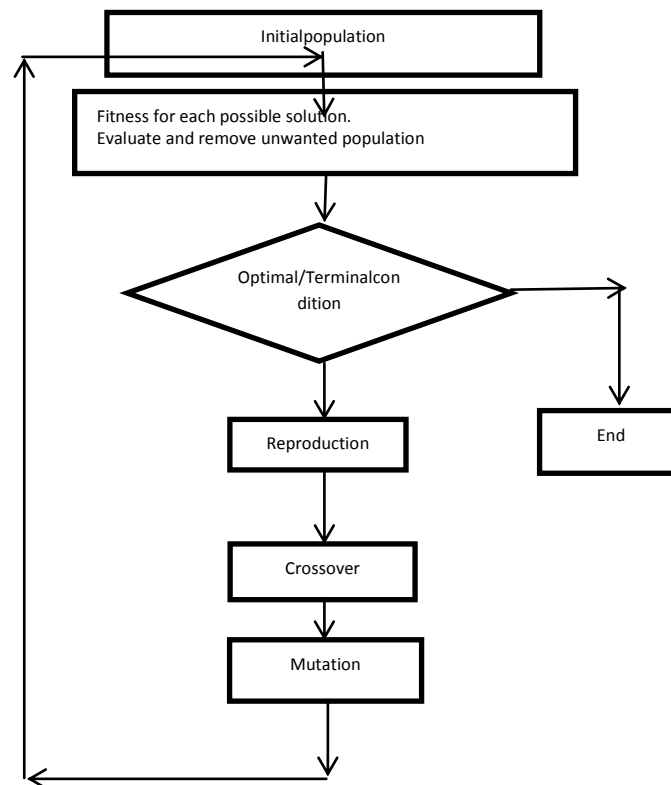 Initialpopulation
Fitness for each possible solution.
Evaluate and remove unwanted population
Optimal/Terminalcon
dition
Reproduction
End
Crossover
Mutation